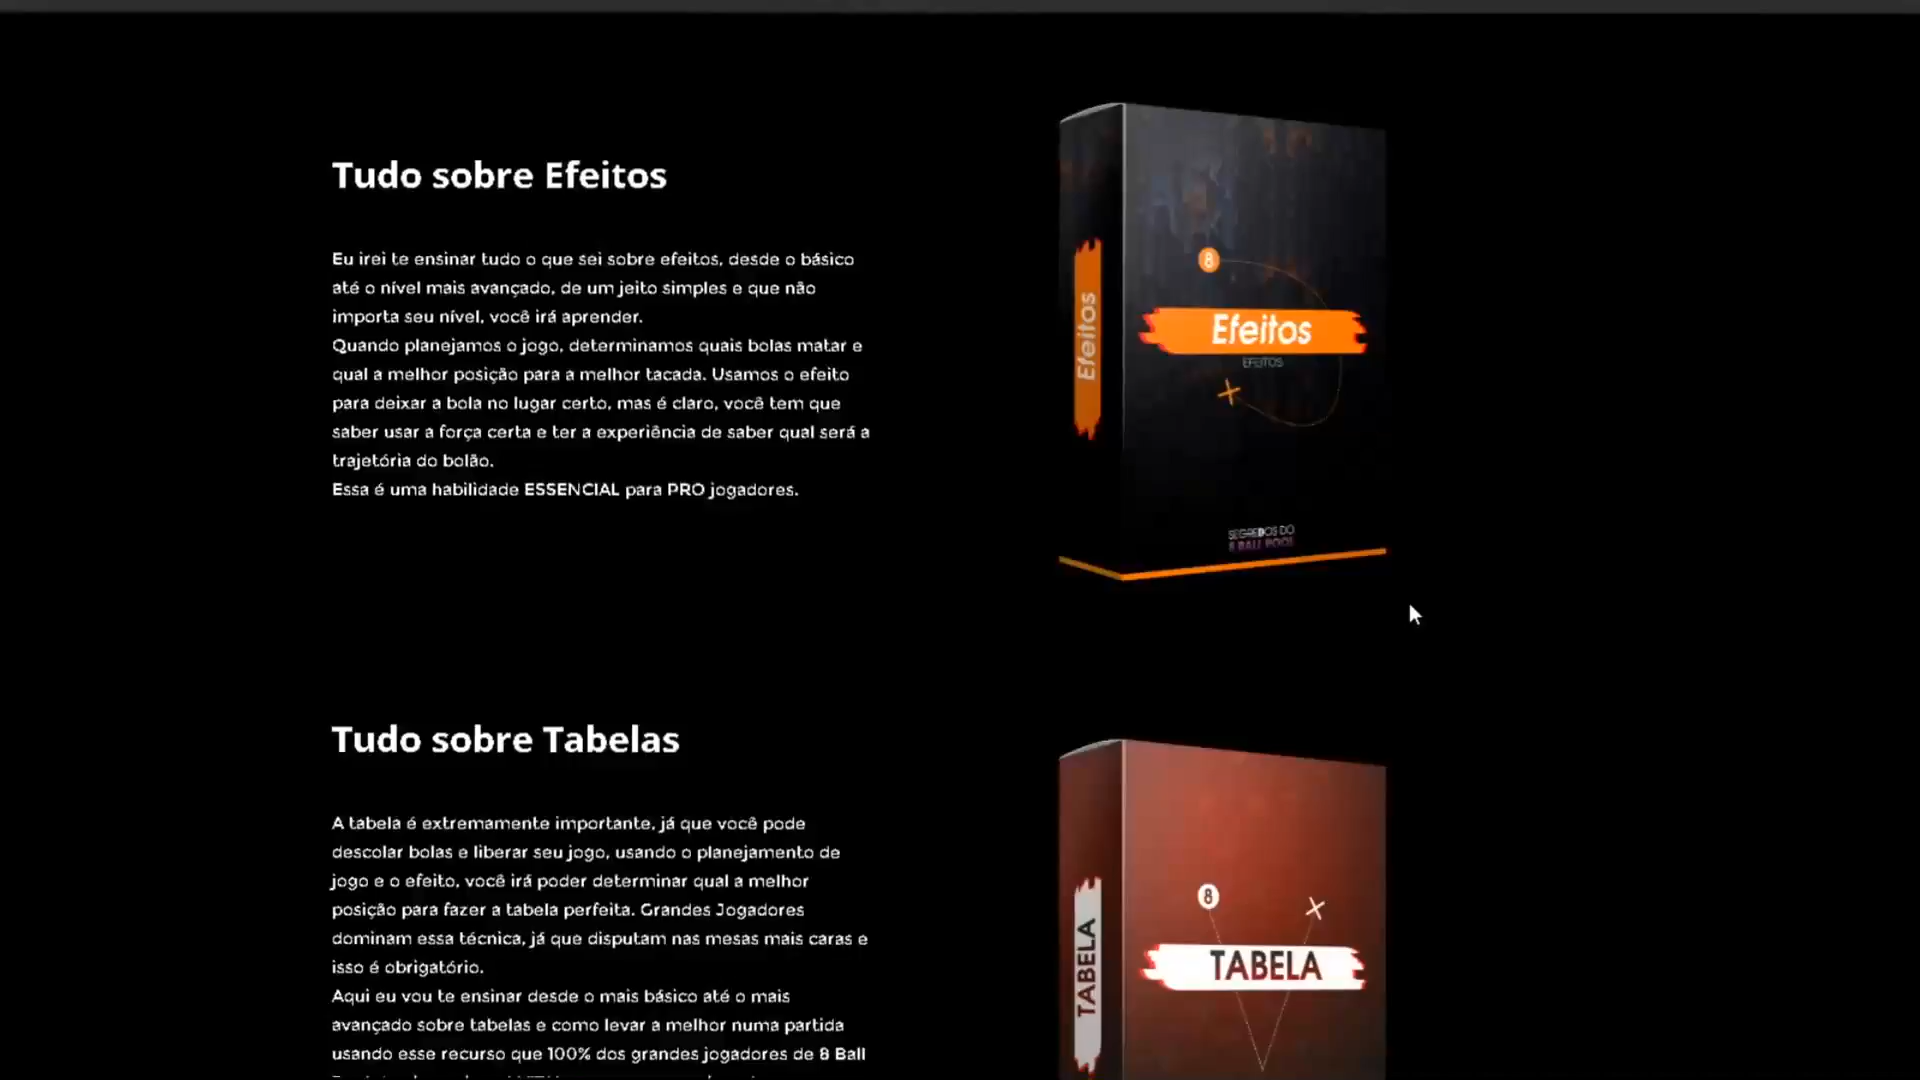 Tudo sobre Efeitos
Eu irei te ensinar tudo o que sei sobre efeitos, desde o básico
até o nível mais avançado, de um jeito simples e que não
importa seu nível, você irá aprender.
Quando planejamos o jogo, determinamos quais bolas matar e
qual a melhor posição para a melhor tacada. Usamos o efeito
para deixar a bola no lugar certo, mas é claro, você tem que
saber usar a força certa e ter a experiência de saber qual será a
trajetória do bolão.
Essa é uma habilidade ESSENCIAL para PRO jogadores.
Efeitos
8
Efeitos
EFEITOS
SEGREDOS DO
8 BALL POOL
Tudo sobre Tabelas
A tabela é extremamente importante, já que você pode
descolar bolas e liberar seu jogo, usando o planejamento de
jogo e o efeito, você irá poder determinar qual a melhor
posição para fazer a tabela perfeita. Grandes Jogadores
dominam essa técnica, já que disputam nas mesas mais caras e
isso é obrigatório.
Aqui eu vou te ensinar desde o mais básico até o mais
avançado sobre tabelas e como levar a melhor numa partida
usando esse recurso que 100% dos grandes jogadores de 8 Ball
TABELA
8
TABELA